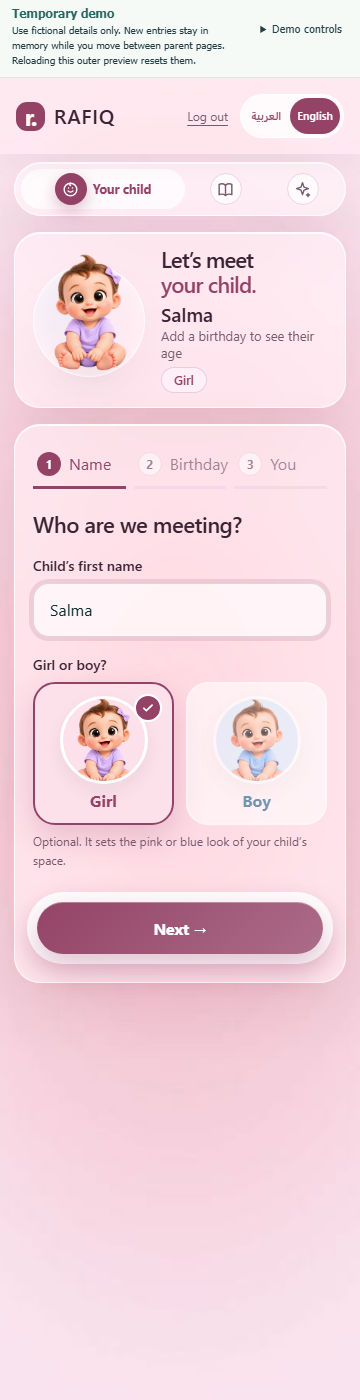 Temporary demo
Use fictional details only. New entries stay in
memory while you move between parent pages.
Reloading this outer preview resets them.
▶ Demo controls
r.
RAFIQ
Log out
العربية
English
Your child
Let's meet
your child.
Salma
Add a birthday to see their
age
Girl
1 Name
2 Birthday
3 You
Who are we meeting?
Child's first name
Salma
Girl or boy?
Girl
Boy
Optional. It sets the pink or blue look of your child's
space.
Next →